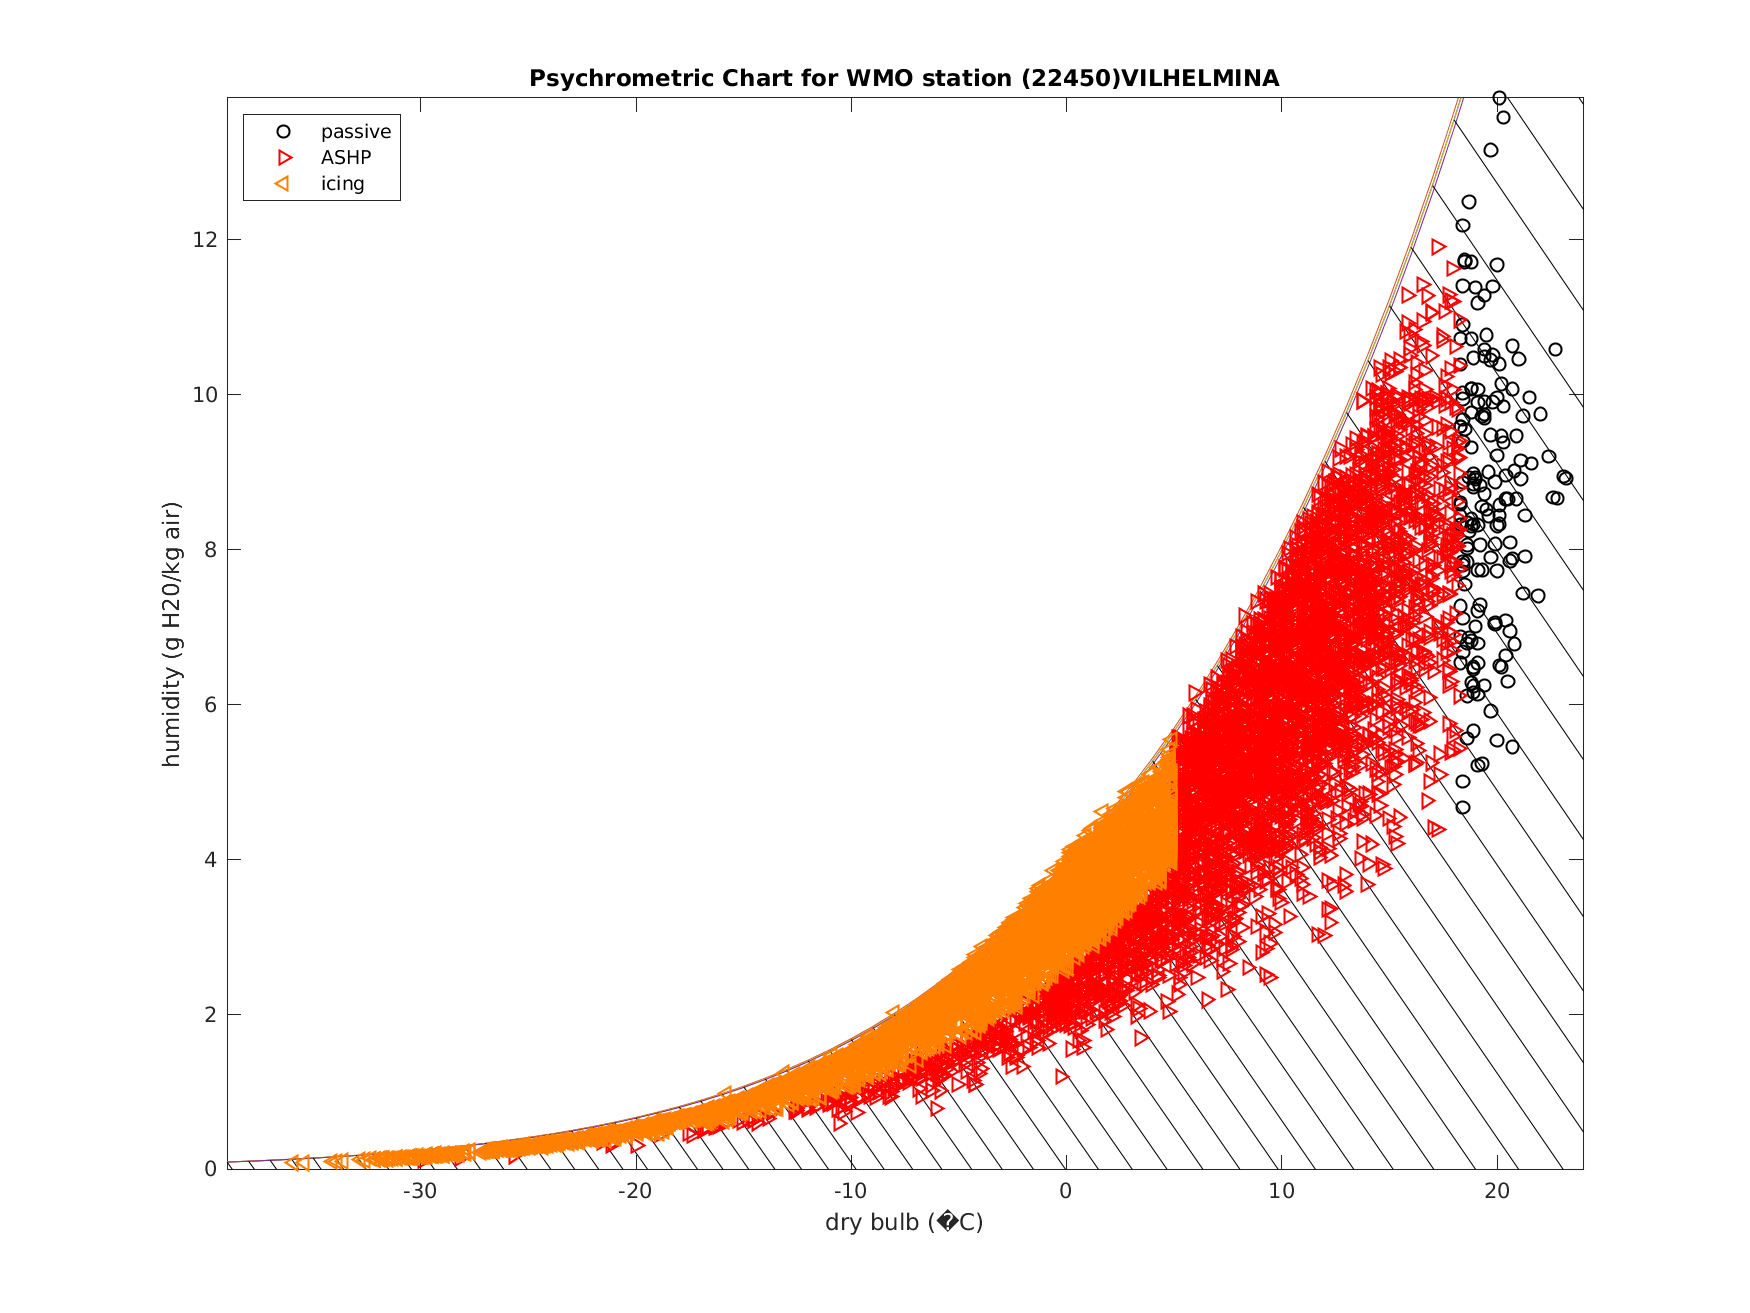 Psychrometric Chart for WMO station (22450)VILHELMINA
passive
ASHP
icing
humidity (g H20/kg air)
12
10
8
6
4
2
0
-30 -20 -10 0 10 20
dry bulb (�C)